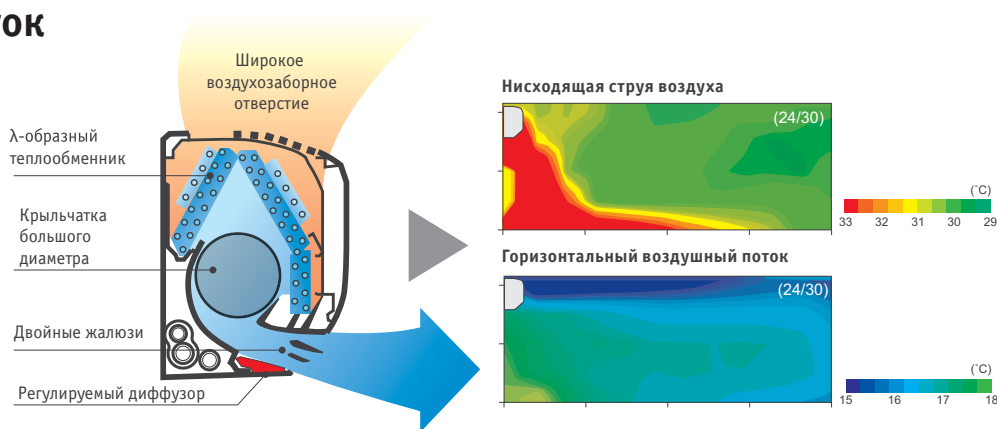 ток
Широкое
воздухозаборное
отверстие
λ-образный
теплообменник
Крыльчатка
большого
диаметра
Двойные жалюзи
Регулируемый диффузор
Нисходящая струя воздуха
(24/30)
(˚C)
33 32 31 30 29
Горизонтальный воздушный поток
(24/30)
(˚C)
15 16 17 18